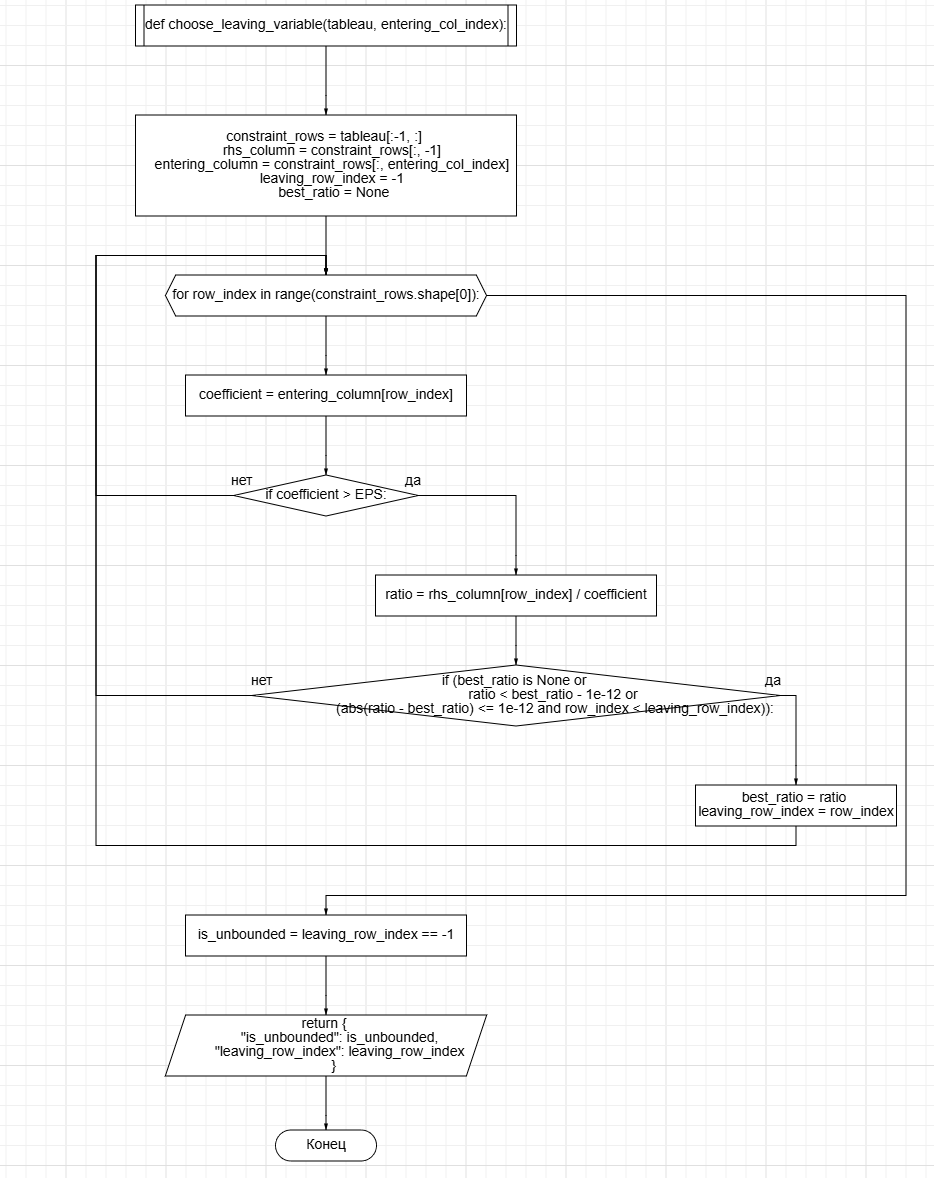 def choose_leaving_variable(tableau, entering_col_index):
constraint_rows = tableau[:-1, :]
rhs_column = constraint_rows[:, -1]
entering_column = constraint_rows[:, entering_col_index]
leaving_row_index = -1
best_ratio = None
for row_index in range(constraint_rows.shape[0]):
coefficient = entering_column[row_index]
нет
да
if coefficient > EPS:
ratio = rhs_column[row_index] / coefficient
нет
да
if (best_ratio is None or
ratio < best_ratio - 1e-12 or
(abs(ratio - best_ratio) <= 1e-12 and row_index < leaving_row_index)):
best_ratio = ratio
leaving_row_index = row_index
is_unbounded = leaving_row_index == -1
return {
"is_unbounded": is_unbounded,
"leaving_row_index": leaving_row_index
}
Конец